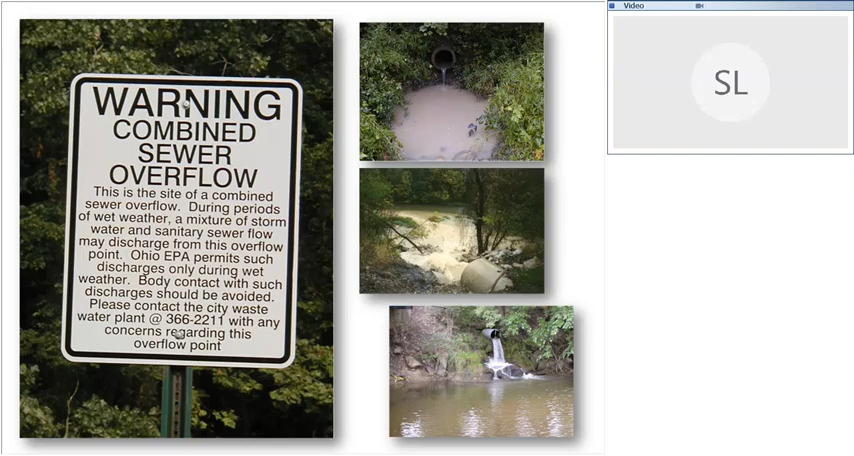 WARNING
COMBINED
SEWER
OVERFLOW
This is the site of a combined
sewer overflow. During periods
of wet weather, a mixture of storm
water and sanitary sewer flow
may discharge from this overflow
point. Ohio EPA permits such
discharges only during wet
weather. Body contact with such
discharges should be avoided.
Please contact the city waste
water plant @ 366-2211 with any
concerns regarding this
overflow point
Video
SL